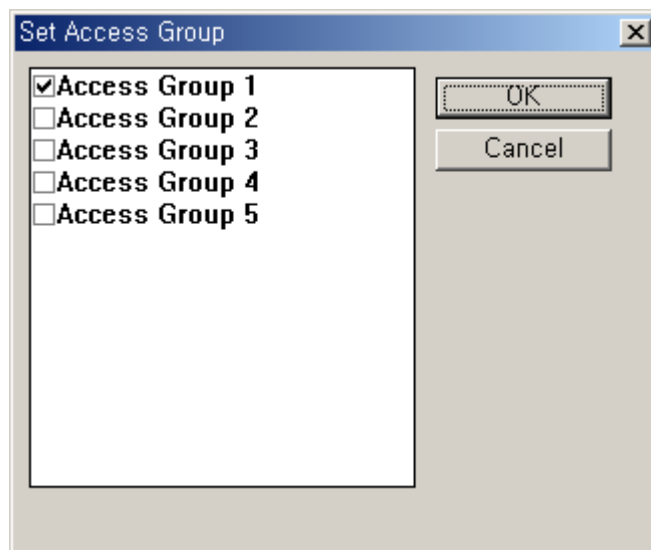 Set Access Group
Access Group 1
Access Group 2
Access Group 3
Access Group 4
Access Group 5
OK
Cancel